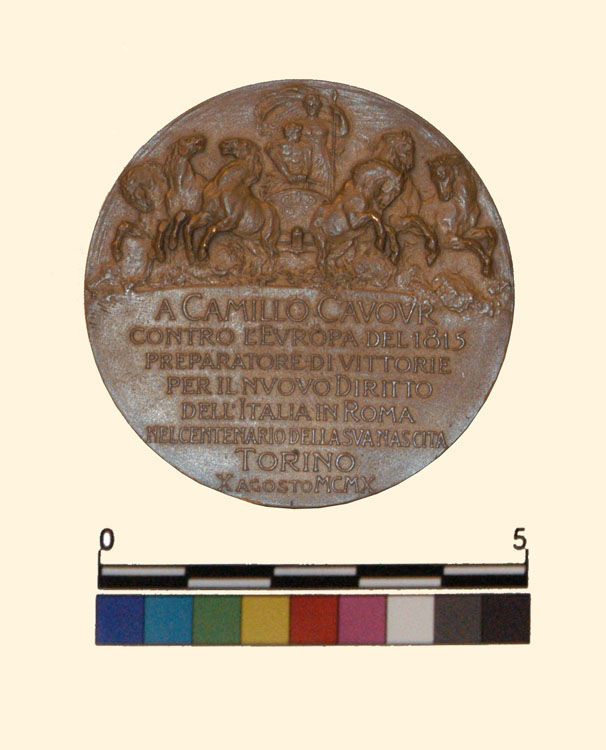 A CAMILLO CAVOVR
CONTRO L'EVROPA DEL 1815
PREPARATORE·DI VITTORIE
PER IL NVOVO DIRITTO
DELL'ITALIA IN ROMA
NEL CENTENARIO DELLA SVA NASCITA
TORINO
X AGOSTO MCMX
0 5